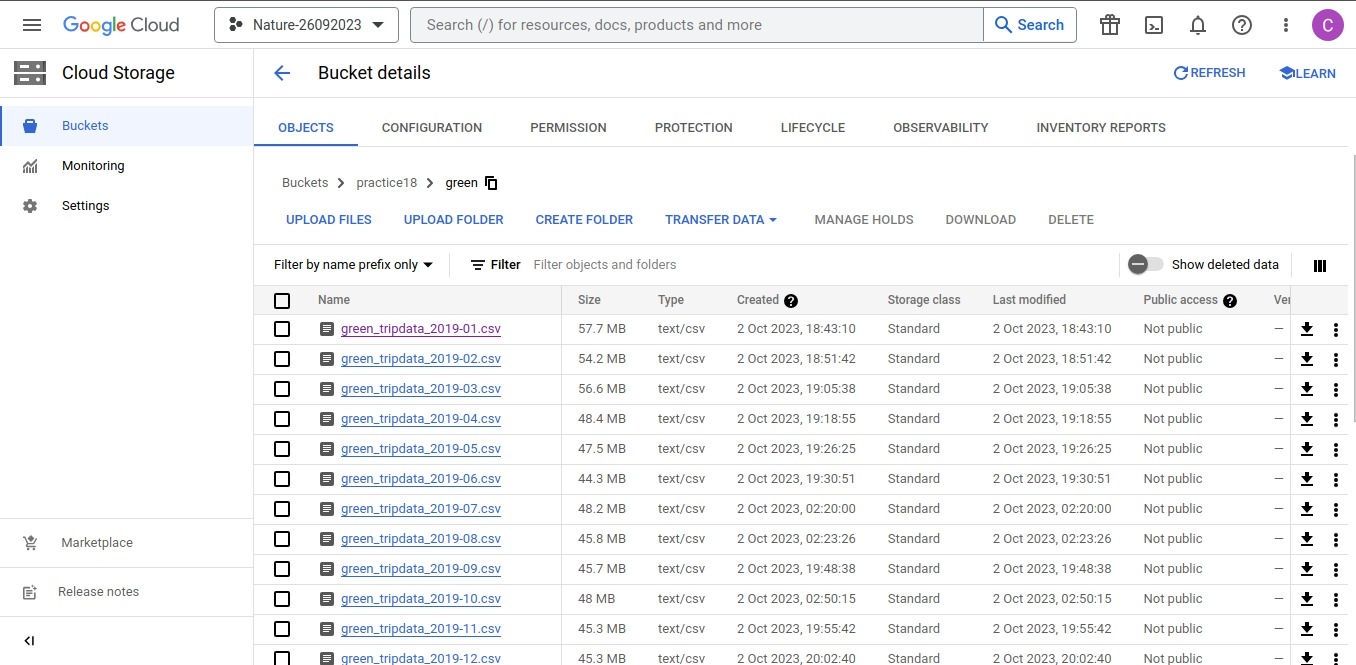 Google Cloud Nature-26092023 Search (/) for resources, docs, products and more Search C
Cloud Storage Bucket details REFRESH LEARN
Buckets
Monitoring
Settings
Marketplace
Release notes
OBJECTS CONFIGURATION PERMISSION PROTECTION LIFECYCLE OBSERVABILITY INVENTORY REPORTS
Buckets practice18 green
UPLOAD FILES UPLOAD FOLDER CREATE FOLDER TRANSFER DATA MANAGE HOLDS DOWNLOAD DELETE
Filter by name prefix only Filter Filter objects and folders Show deleted data
Name Size Type Created ? Storage class Last modified Public access ? Ver
green_tripdata_2019-01.csv 57.7 MB text/csv 2 Oct 2023, 18:43:10 Standard 2 Oct 2023, 18:43:10 Not public —
green_tripdata_2019-02.csv 54.2 MB text/csv 2 Oct 2023, 18:51:42 Standard 2 Oct 2023, 18:51:42 Not public —
green_tripdata_2019-03.csv 56.6 MB text/csv 2 Oct 2023, 19:05:38 Standard 2 Oct 2023, 19:05:38 Not public —
green_tripdata_2019-04.csv 48.4 MB text/csv 2 Oct 2023, 19:18:55 Standard 2 Oct 2023, 19:18:55 Not public —
green_tripdata_2019-05.csv 47.5 MB text/csv 2 Oct 2023, 19:26:25 Standard 2 Oct 2023, 19:26:25 Not public —
green_tripdata_2019-06.csv 44.3 MB text/csv 2 Oct 2023, 19:30:51 Standard 2 Oct 2023, 19:30:51 Not public —
green_tripdata_2019-07.csv 48.2 MB text/csv 2 Oct 2023, 02:20:00 Standard 2 Oct 2023, 02:20:00 Not public —
green_tripdata_2019-08.csv 45.8 MB text/csv 2 Oct 2023, 02:23:26 Standard 2 Oct 2023, 02:23:26 Not public —
green_tripdata_2019-09.csv 45.7 MB text/csv 2 Oct 2023, 19:48:38 Standard 2 Oct 2023, 19:48:38 Not public —
green_tripdata_2019-10.csv 48 MB text/csv 2 Oct 2023, 02:50:15 Standard 2 Oct 2023, 02:50:15 Not public —
green_tripdata_2019-11.csv 45.3 MB text/csv 2 Oct 2023, 19:55:42 Standard 2 Oct 2023, 19:55:42 Not public —
green_tripdata_2019-12.csv 45.3 MB text/csv 2 Oct 2023, 20:02:40 Standard 2 Oct 2023, 20:02:40 Not public —